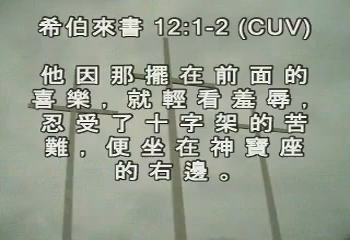 希伯來書 12:1-2 (CUV)
他因那擺在前面的
喜樂，就輕看羞辱，
忍受了十字架的苦
難，便坐在神寶座
的右邊。